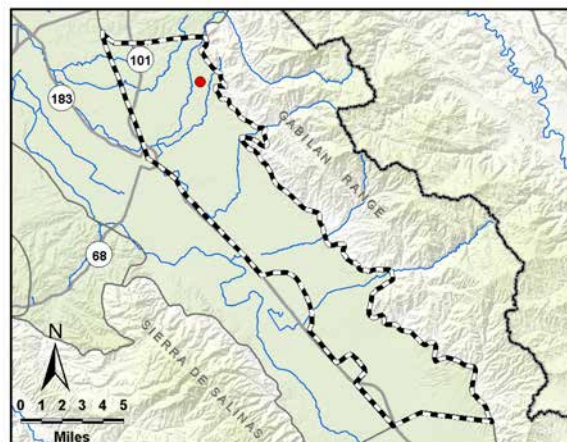 101
183
GABILAN RANGE
68
SIERRA DE SALINAS
N
0 1 2 3 4 5
Miles